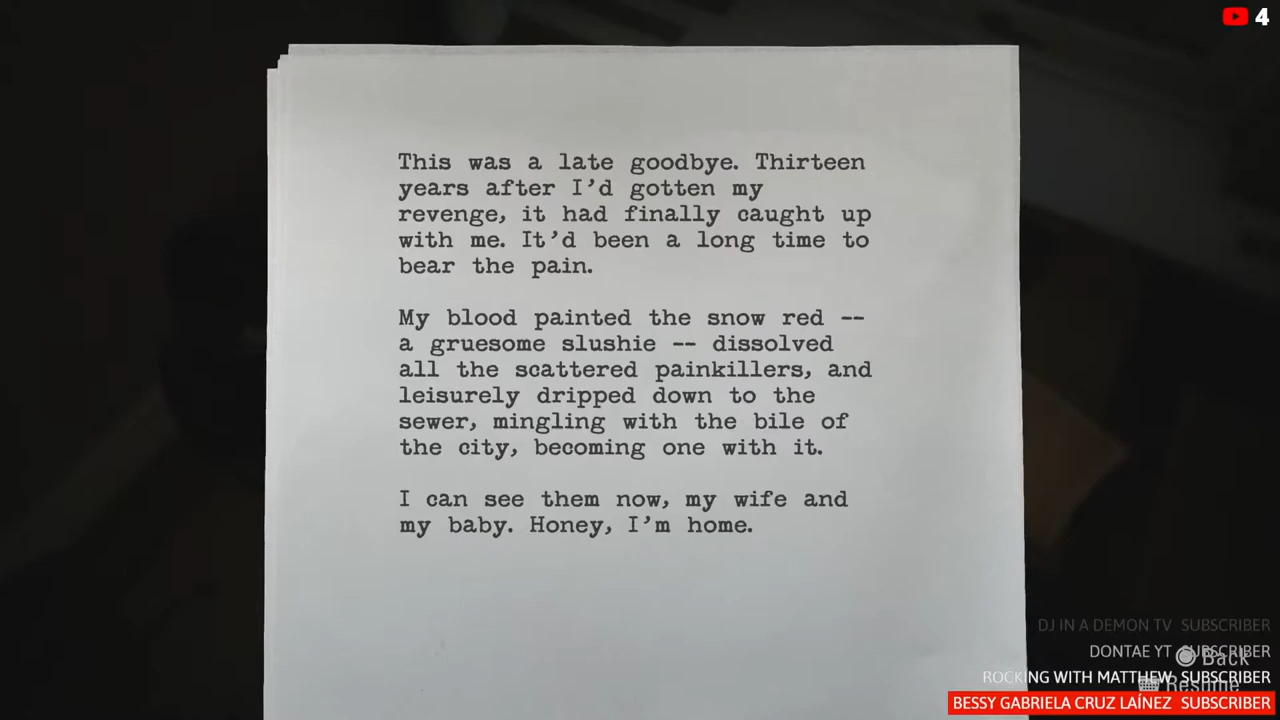 4
This was a late goodbye. Thirteen
years after I’d gotten my
revenge, it had finally caught up
with me. It’d been a long time to
bear the pain.
My blood painted the snow red --
a gruesome slushie -- dissolved
all the scattered painkillers, and
leisurely dripped down to the
sewer, mingling with the bile of
the city, becoming one with it.
I can see them now, my wife and
my baby. Honey, I’m home.
DJ IN A DEMON TV SUBSCRIBER
DONTAE YT SUBSCRIBER
Back
ROCKING WITH MATTHEW SUBSCRIBER
Resume
BESSY GABRIELA CRUZ LAÍNEZ SUBSCRIBER